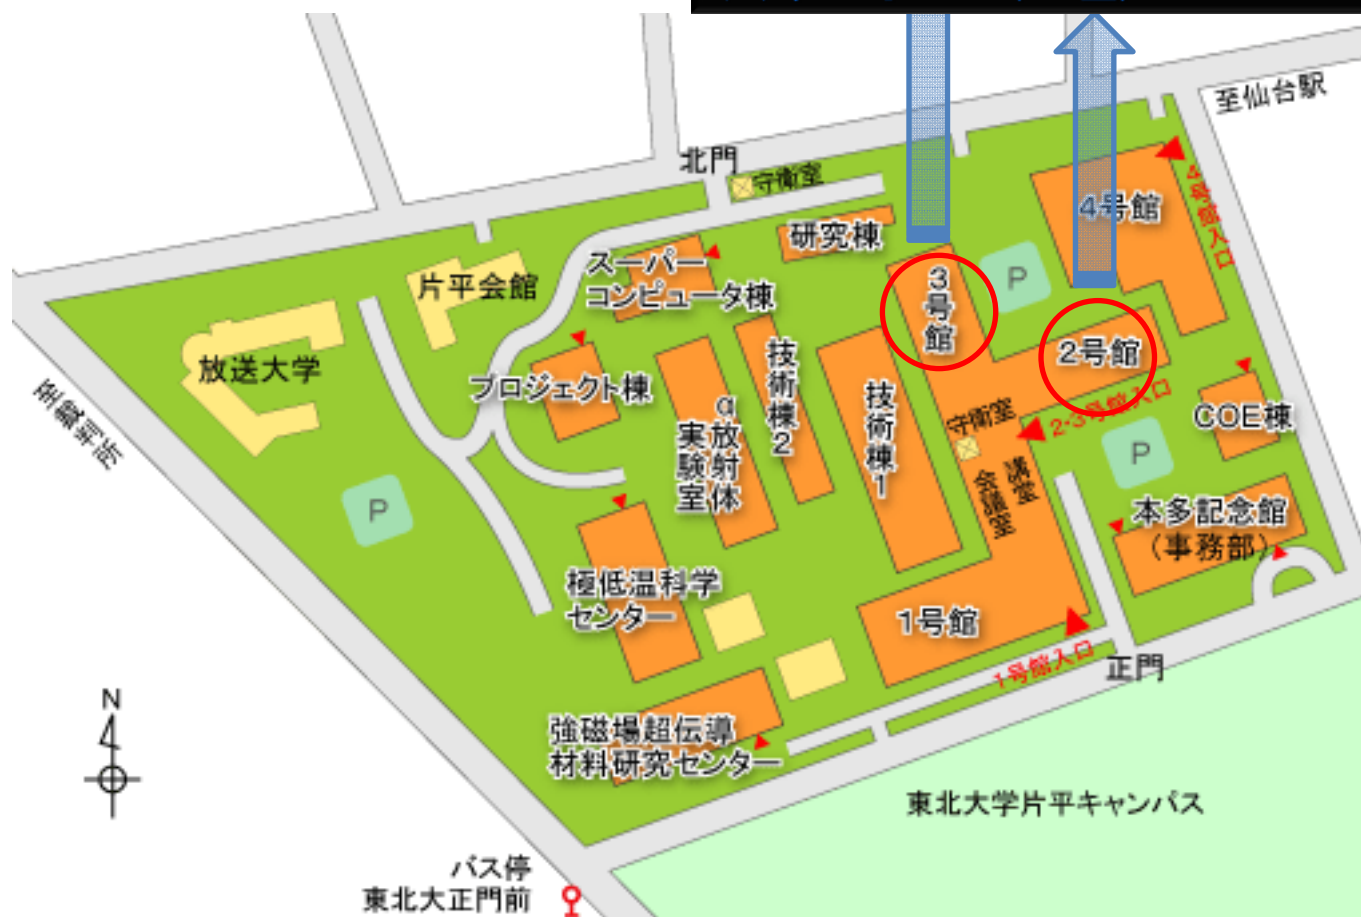 至仙台駅
北門
守衛室
4号館
4号館入口
研究棟
スーパー
コンピュータ棟
片平会館
3号館
P
2号館
放送大学
プロジェクト棟
技術棟2
技術棟1
α放射体
実験室
2・3号館入口
COE棟
守衛室
講堂
会議室
P
至裁判所
P
本多記念館
（事務部）
極低温科学
センター
1号館
1号館入口
正門
N
強磁場超伝導
材料研究センター
東北大学片平キャンパス
バス停
東北大正門前